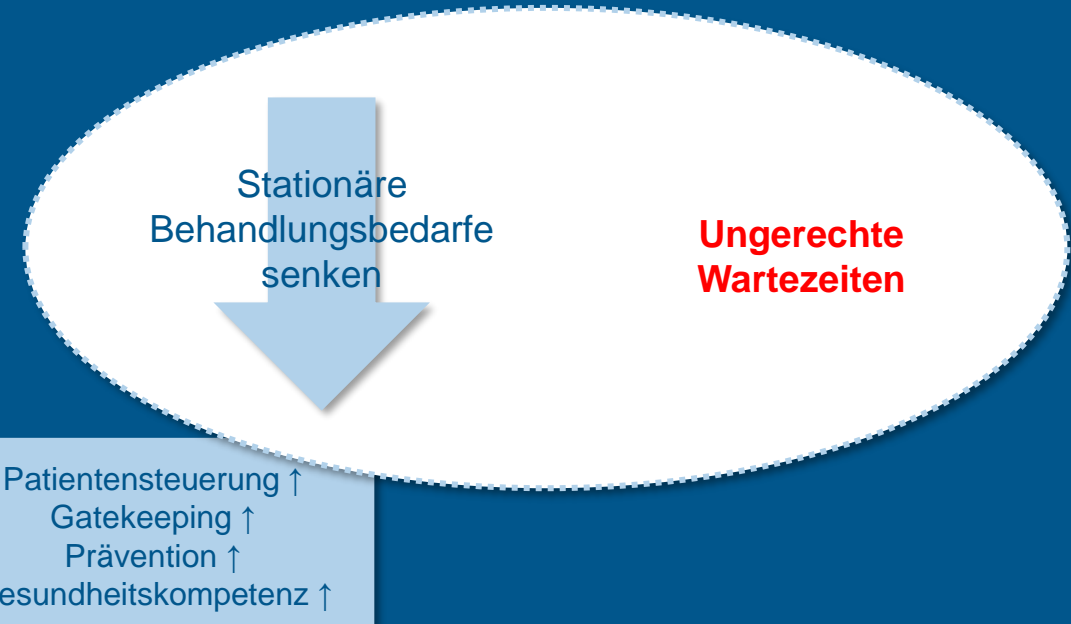 Stationäre
Behandlungsbedarfe
senken
Ungerechte
Wartezeiten
Patientensteuerung ↑
Gatekeeping ↑
Prävention ↑
esundheitskompetenz ↑